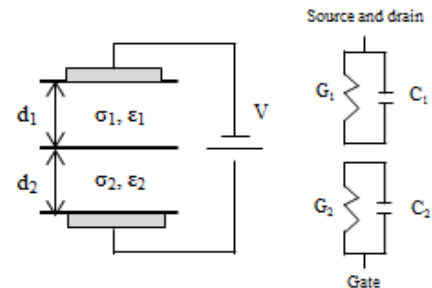 Source and drain
d₁
σ₁, ε₁
G₁
C₁
V
d₂
σ₂, ε₂
G₂
C₂
Gate